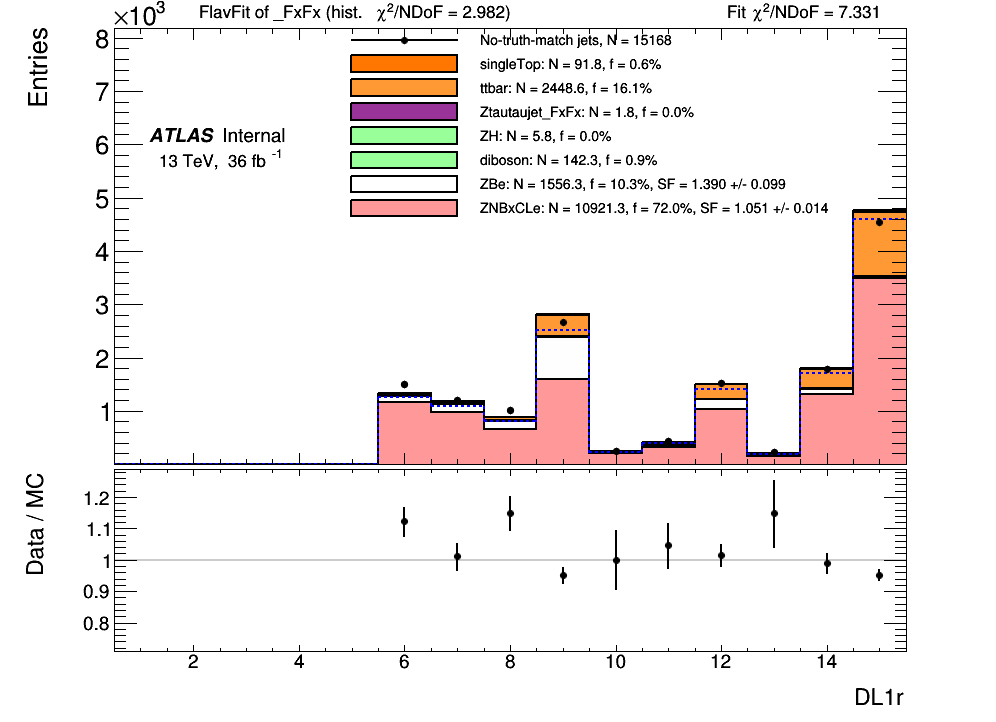 ×10³ FlavFit of _FxFx (hist. χ²/NDoF = 2.982) Fit χ²/NDoF = 7.331
Entries
8
7
6
5
4
3
2
1
No-truth-match jets, N = 15168
singleTop: N = 91.8, f = 0.6%
ttbar: N = 2448.6, f = 16.1%
Ztautaujet_FxFx: N = 1.8, f = 0.0%
ZH: N = 5.8, f = 0.0%
diboson: N = 142.3, f = 0.9%
ZBe: N = 1556.3, f = 10.3%, SF = 1.390 +/- 0.099
ZNBxCLe: N = 10921.3, f = 72.0%, SF = 1.051 +/- 0.014
ATLAS Internal
13 TeV, 36 fb⁻¹
Data / MC
1.2
1.1
1
0.9
0.8
2 4 6 8 10 12 14
DL1r